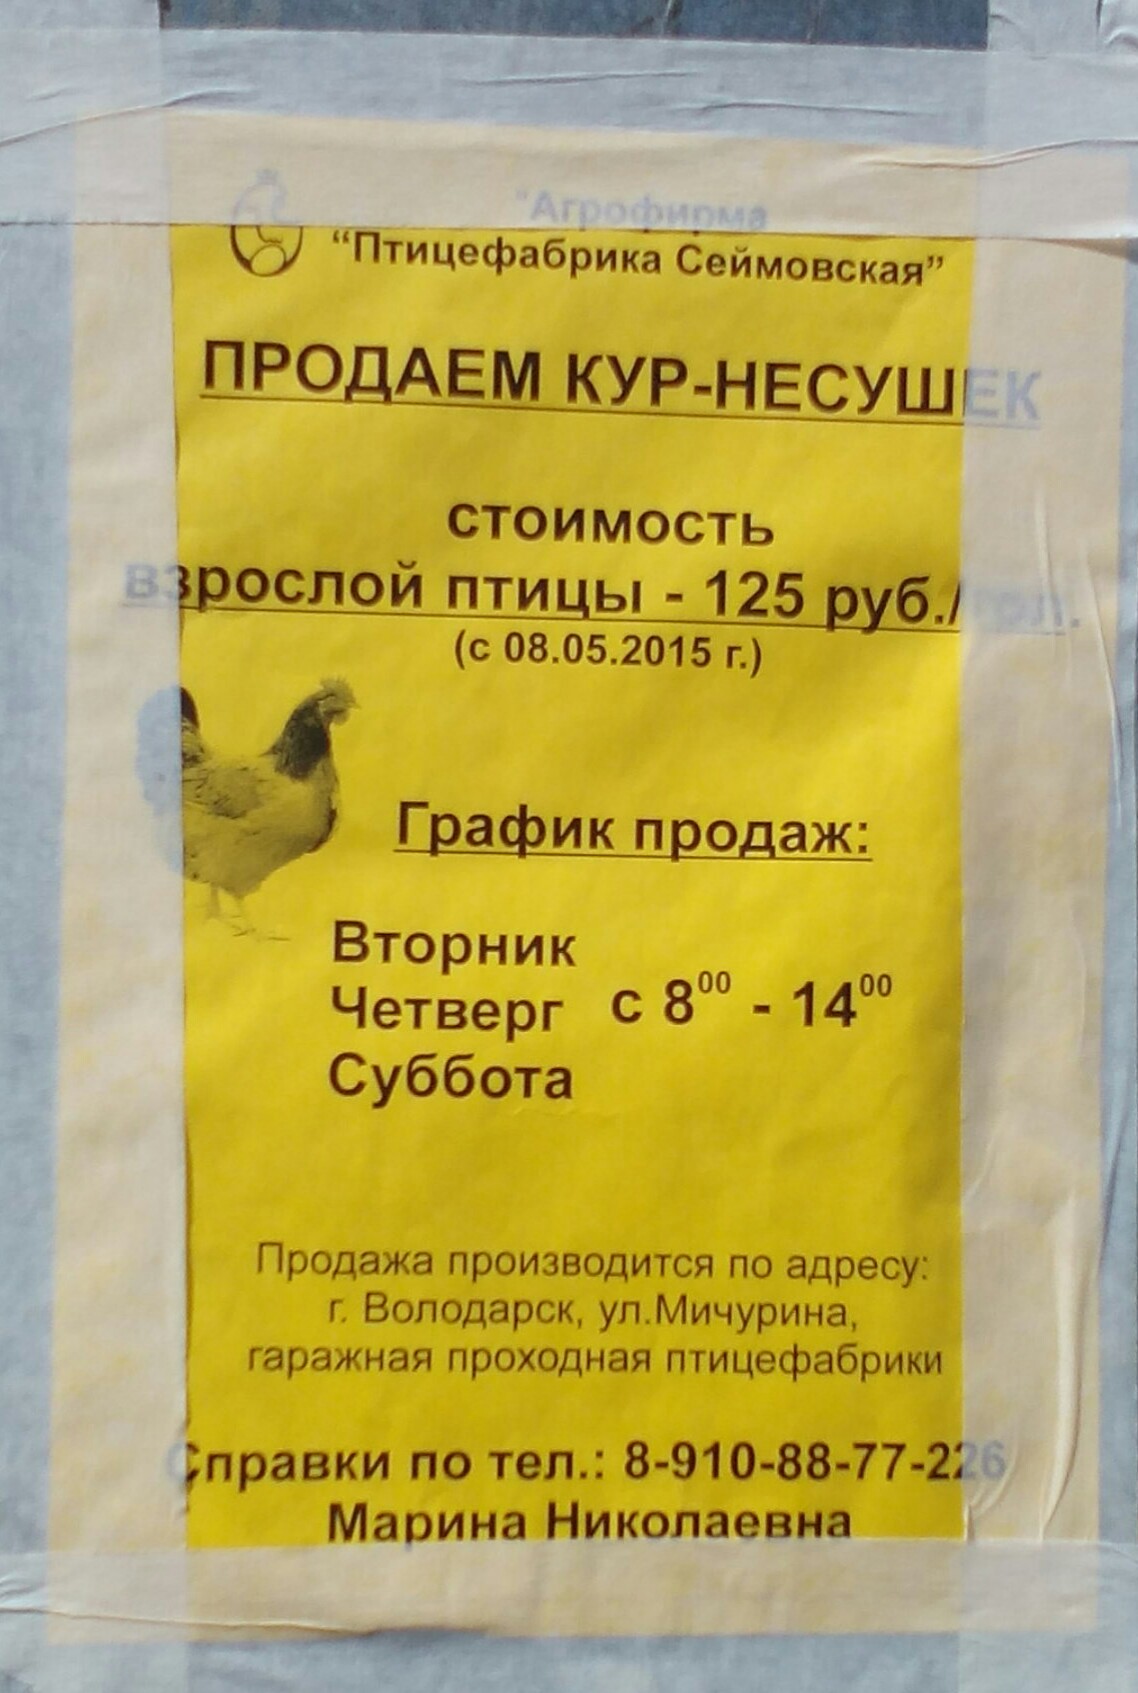 "Агрофирма
“Птицефабрика Сеймовская”
ПРОДАЕМ КУР-НЕСУШЕК
стоимость
взрослой птицы - 125 руб./гол.
(с 08.05.2015 г.)
График продаж:
Вторник
Четверг с 8⁰⁰ - 14⁰⁰
Суббота
Продажа производится по адресу:
г. Володарск, ул.Мичурина,
гаражная проходная птицефабрики
Справки по тел.: 8-910-88-77-226
Марина Николаевна